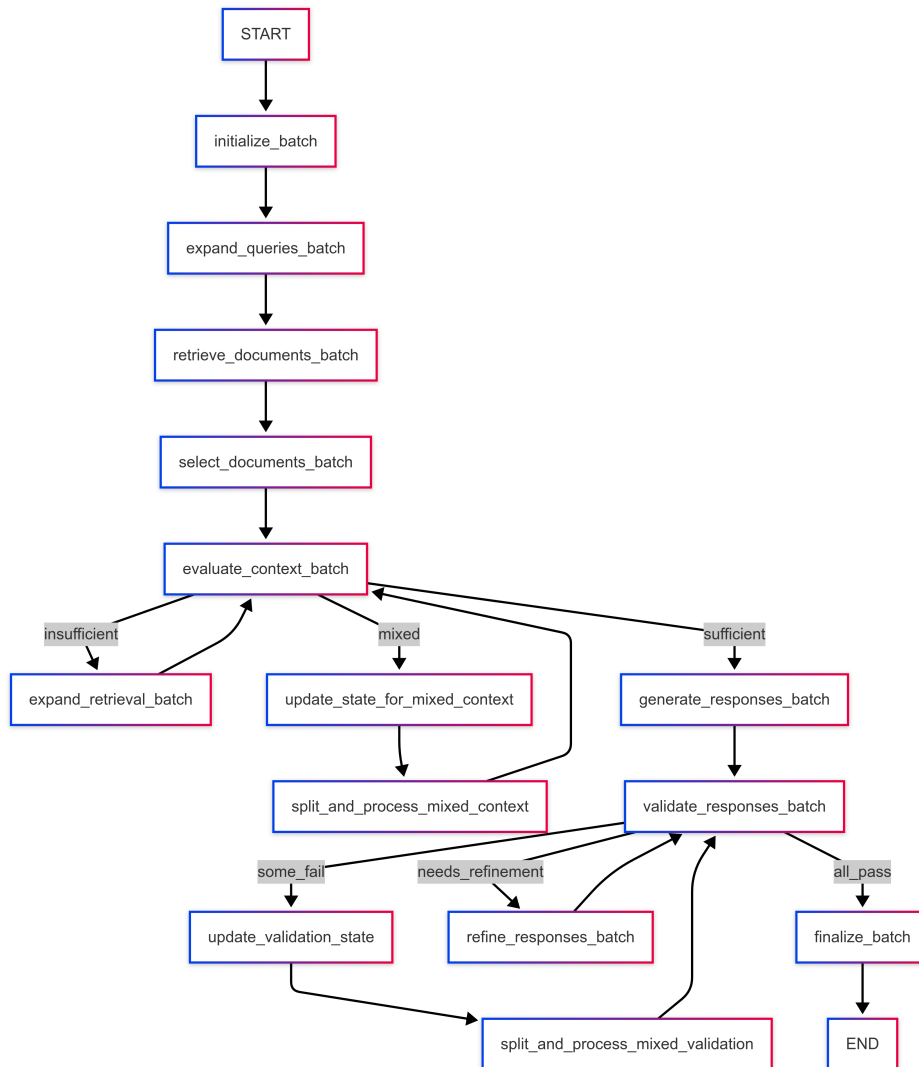 START
initialize_batch
expand_queries_batch
retrieve_documents_batch
select_documents_batch
evaluate_context_batch
insufficient
mixed
sufficient
expand_retrieval_batch
update_state_for_mixed_context
generate_responses_batch
split_and_process_mixed_context
validate_responses_batch
some_fail
needs_refinement
all_pass
update_validation_state
refine_responses_batch
finalize_batch
split_and_process_mixed_validation
END